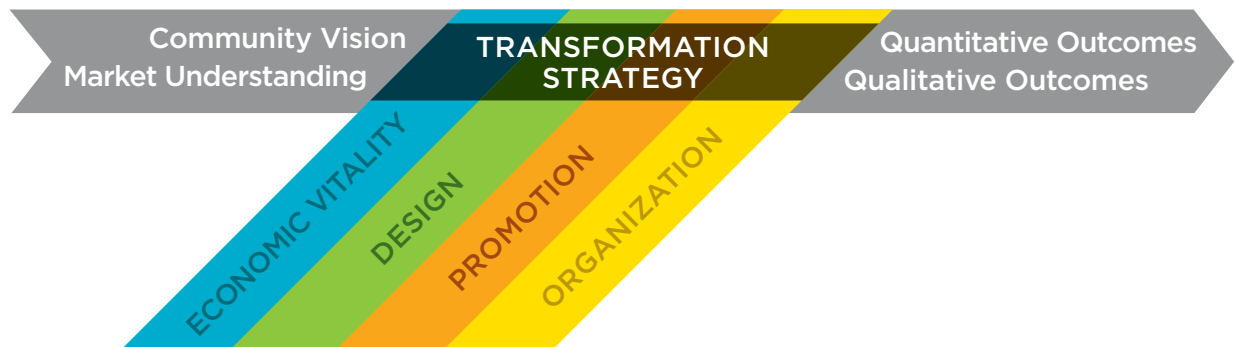 Community Vision
Market Understanding
TRANSFORMATION
STRATEGY
Quantitative Outcomes
Qualitative Outcomes
ECONOMIC VITALITY
DESIGN
PROMOTION
ORGANIZATION